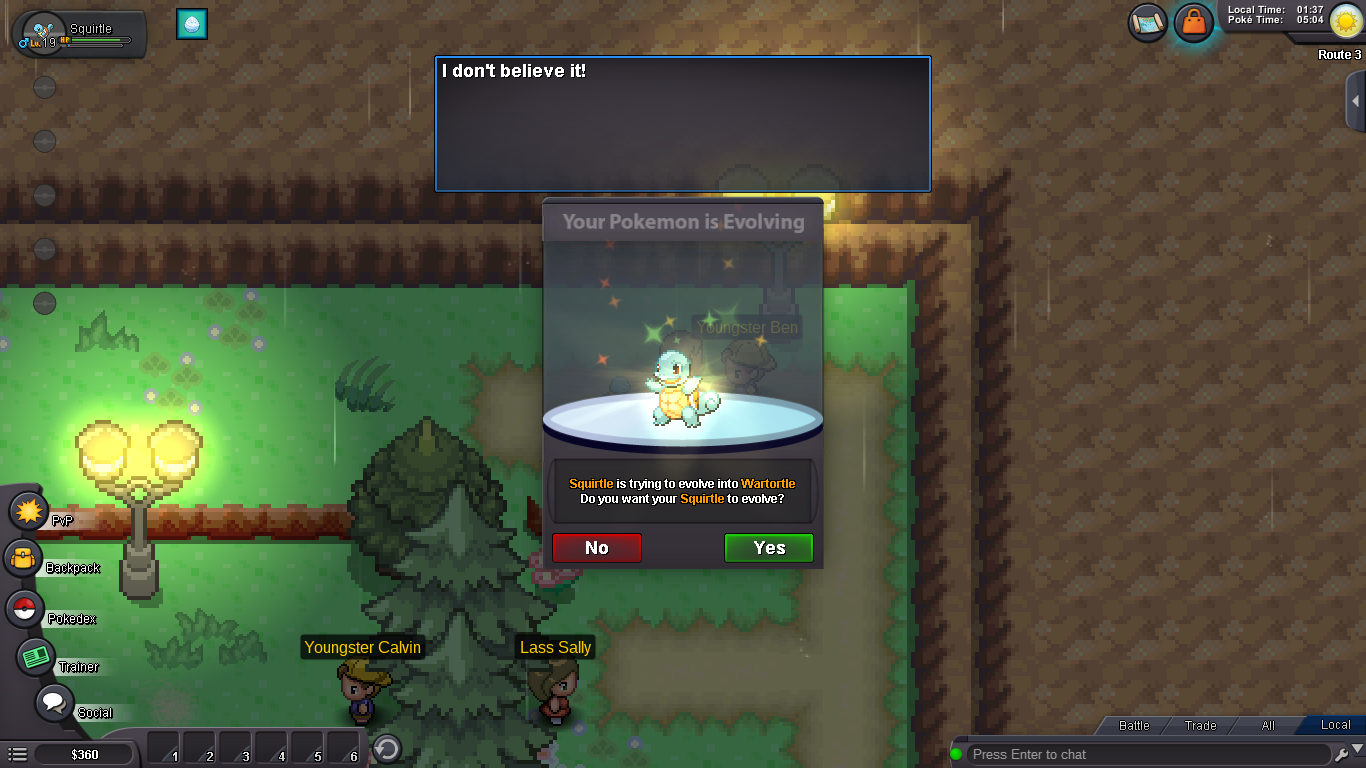 Squirtle
Lv.19
HP
Local Time: 01:37
Poké Time: 05:04
Route 3
I don't believe it!
Your Pokemon is Evolving
Youngster Ben
Squirtle is trying to evolve into Wartortle
Do you want your Squirtle to evolve?
No
Yes
PvP
Backpack
Pokedex
Trainer
Social
Youngster Calvin
Lass Sally
Battle
Trade
All
Local
$360
1
2
3
4
5
6
Press Enter to chat